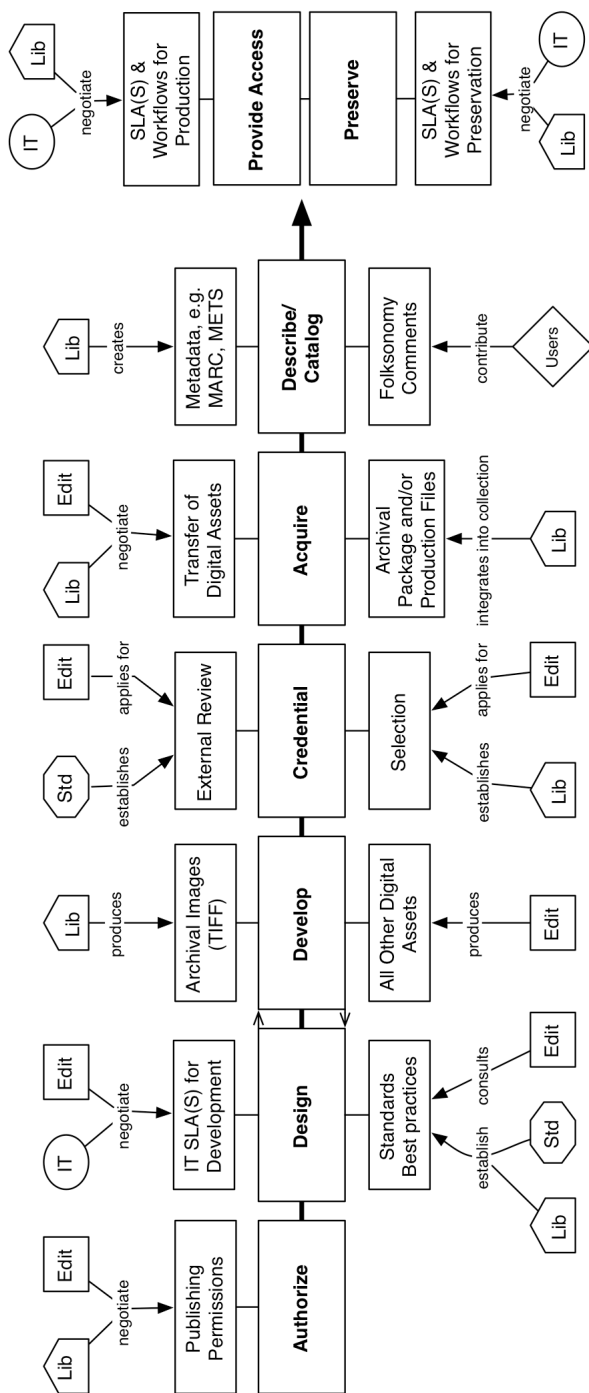 Lib
Edit
negotiate
Publishing
Permissions
Authorize
IT
Edit
negotiate
IT SLA(S) for
Development
Design
Standards
Best practices
establish
consults
Lib
Std
Edit
Lib
produces
Archival Images
(TIFF)
Develop
All Other Digital
Assets
produces
Edit
Std
Edit
establishes
applies for
External Review
Credential
Selection
establishes
applies for
Lib
Edit
Lib
Edit
negotiate
Transfer of
Digital Assets
Acquire
Archival
Package and/or
Production Files
integrates into collection
Lib
Lib
creates
Metadata, e.g.
MARC, METS
Describe/
Catalog
Folksonomy
Comments
contribute
Users
IT
Lib
negotiate
SLA(S) &
Workflows for
Production
Provide Access
Preserve
SLA(S) &
Workflows for
Preservation
negotiate
Lib
IT